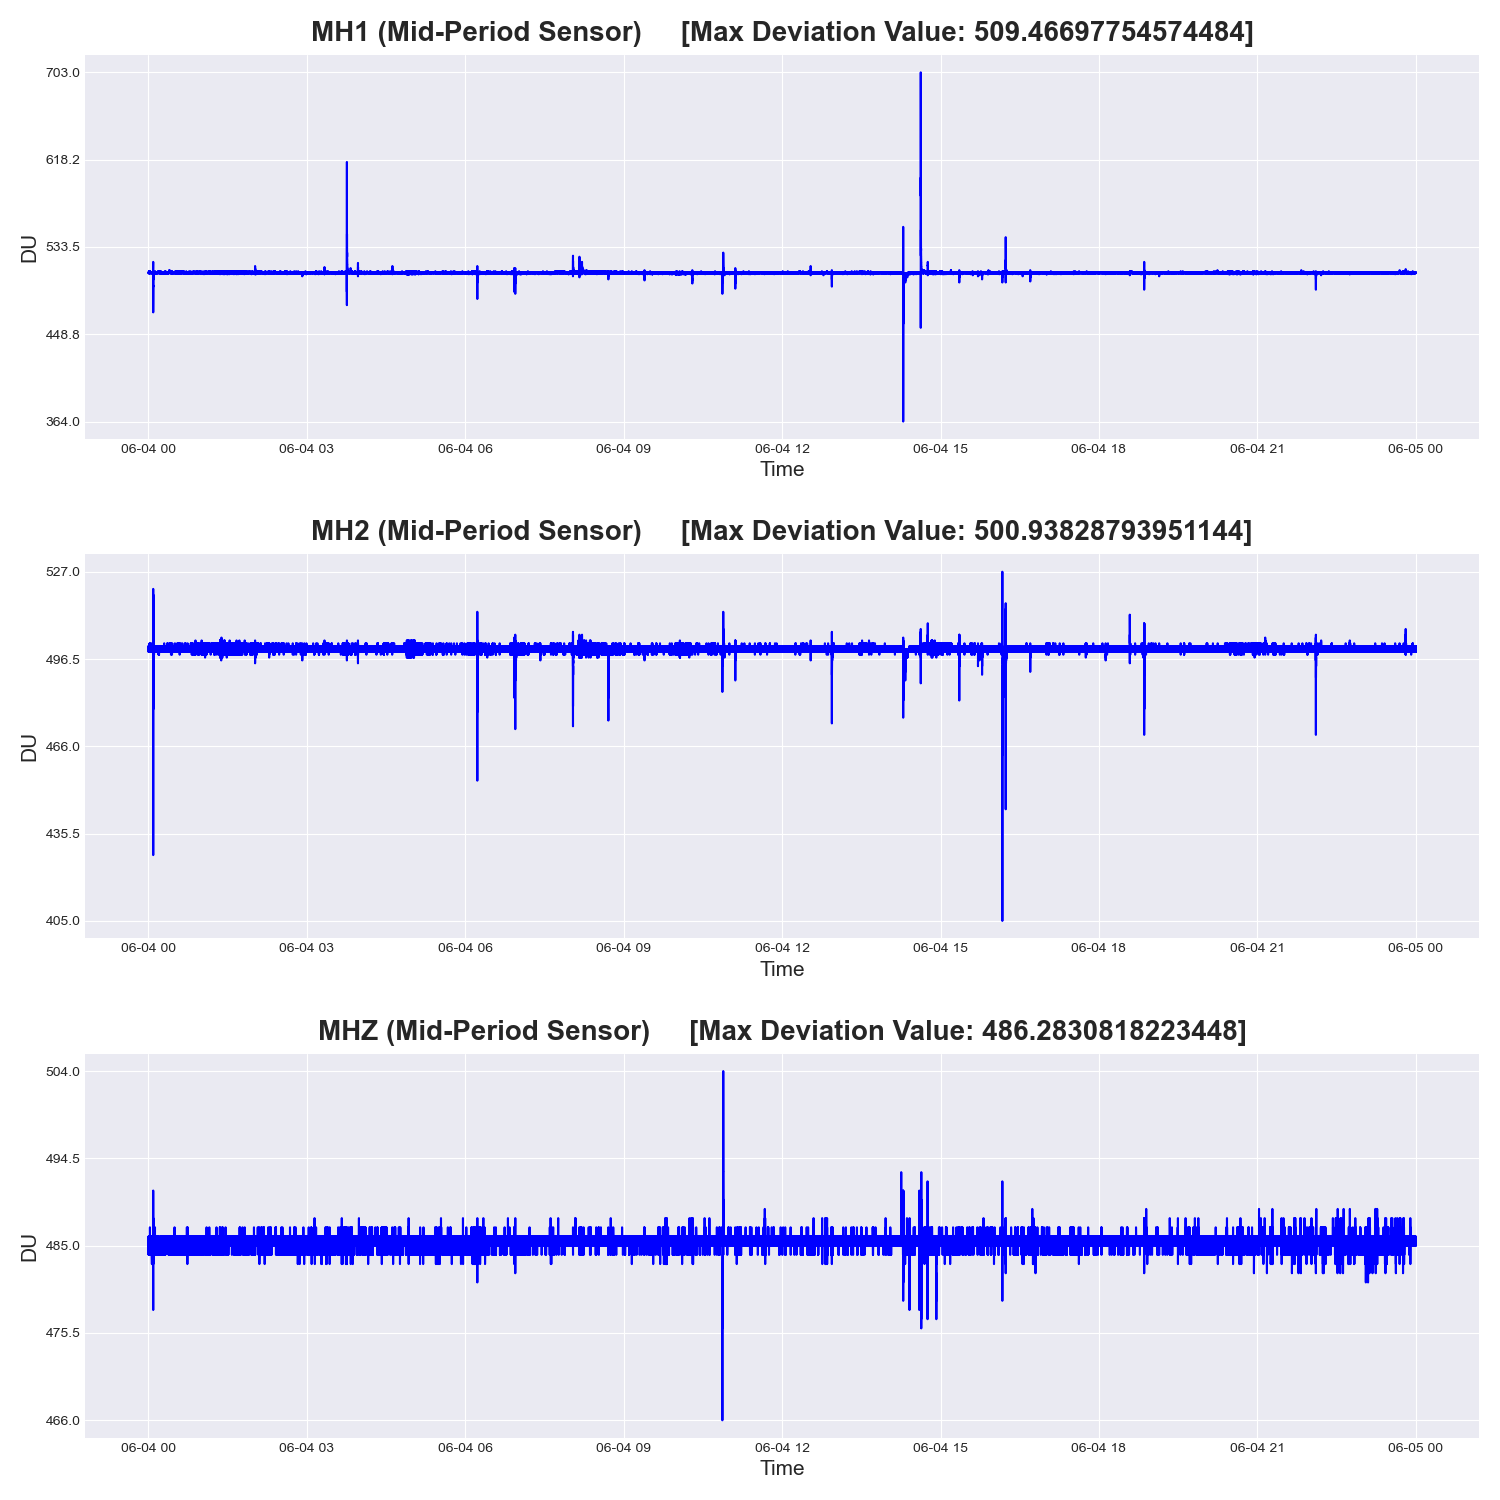 MH1 (Mid-Period Sensor) [Max Deviation Value: 509.46697754574484]
703.0
618.2
533.5
448.8
364.0
DU
06-04 00 06-04 03 06-04 06 06-04 09 06-04 12 06-04 15 06-04 18 06-04 21 06-05 00
Time
MH2 (Mid-Period Sensor) [Max Deviation Value: 500.93828793951144]
527.0
496.5
466.0
435.5
405.0
DU
06-04 00 06-04 03 06-04 06 06-04 09 06-04 12 06-04 15 06-04 18 06-04 21 06-05 00
Time
MHZ (Mid-Period Sensor) [Max Deviation Value: 486.2830818223448]
504.0
494.5
485.0
475.5
466.0
DU
06-04 00 06-04 03 06-04 06 06-04 09 06-04 12 06-04 15 06-04 18 06-04 21 06-05 00
Time